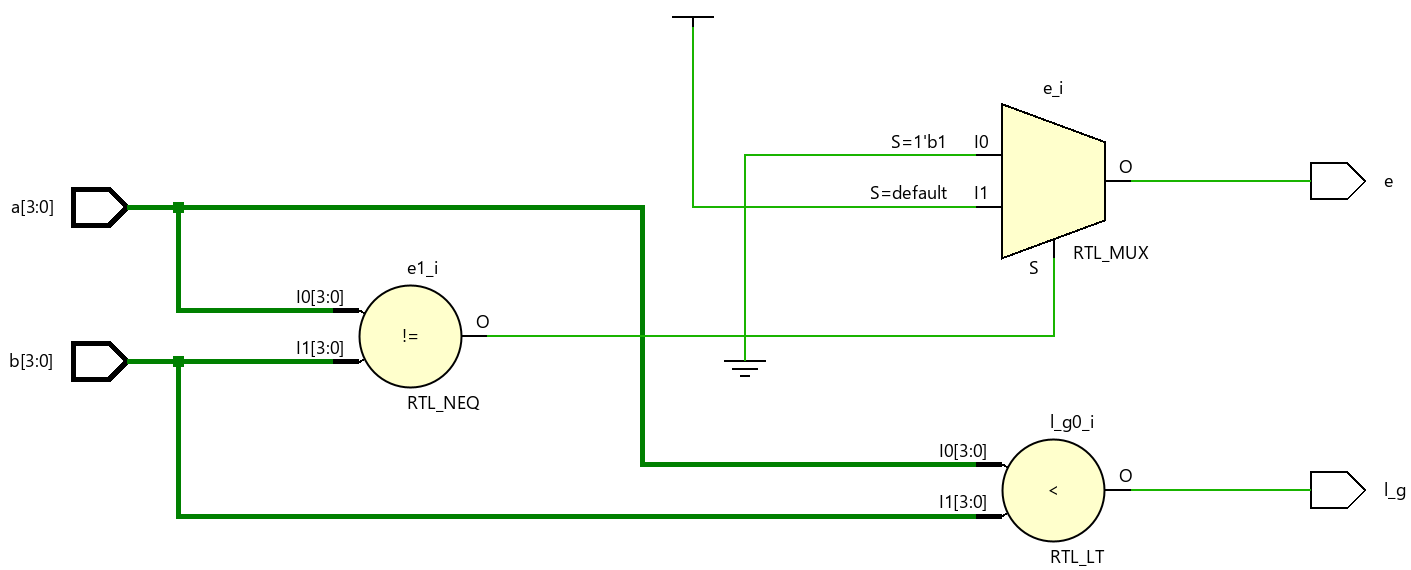 e_i
S=1'b1
I0
O
e
S=default
I1
a[3:0]
S
RTL_MUX
e1_i
I0[3:0]
O
!=
b[3:0]
I1[3:0]
RTL_NEQ
l_g0_i
I0[3:0]
O
<
l_g
I1[3:0]
RTL_LT